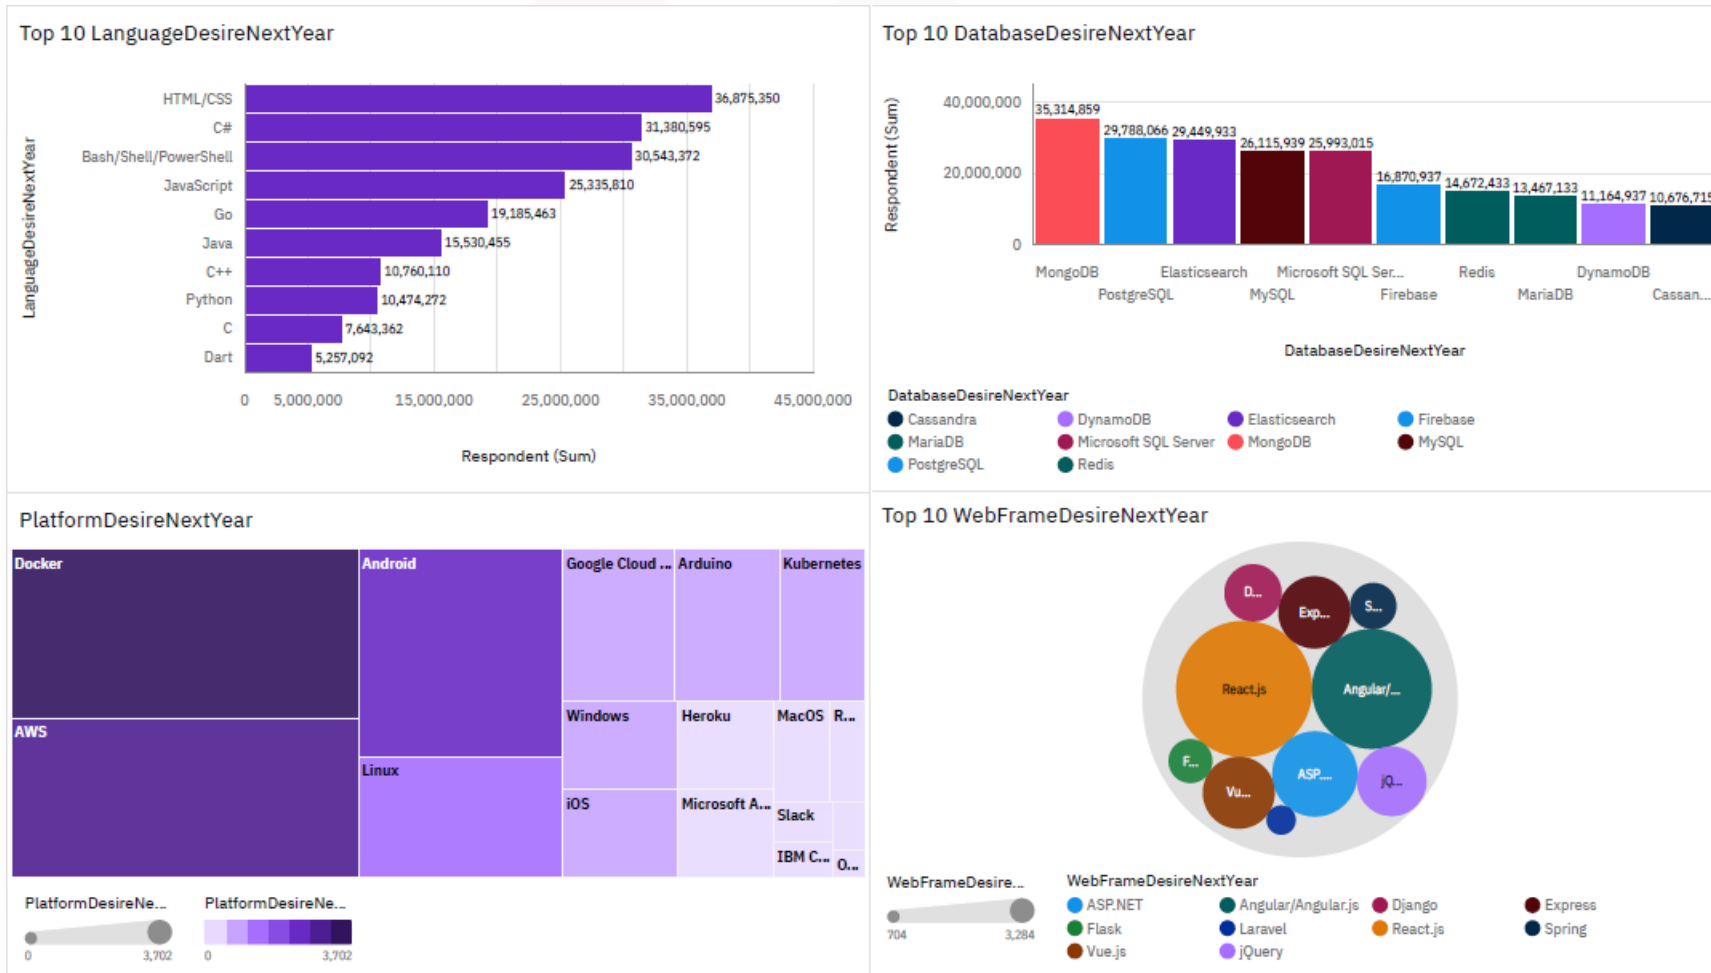 Top 10 LanguageDesireNextYear
LanguageDesireNextYear
HTML/CSS 36,875,350
C# 31,380,595
Bash/Shell/PowerShell 30,543,372
JavaScript 25,335,810
Go 19,185,463
Java 15,530,455
C++ 10,760,110
Python 10,474,272
C 7,643,362
Dart 5,257,092
0 5,000,000 15,000,000 25,000,000 35,000,000 45,000,000
Respondent (Sum)
Top 10 DatabaseDesireNextYear
Respondent (Sum)
40,000,000
20,000,000
0
35,314,859 29,788,066 29,449,933 26,115,939 25,993,015 16,870,937 14,672,433 13,467,133 11,164,937 10,676,715
MongoDB Elasticsearch Microsoft SQL Ser... Redis DynamoDB
PostgreSQL MySQL Firebase MariaDB Cassan...
DatabaseDesireNextYear
DatabaseDesireNextYear
Cassandra DynamoDB Elasticsearch Firebase
MariaDB Microsoft SQL Server MongoDB MySQL
PostgreSQL Redis
PlatformDesireNextYear
Docker Android Google Cloud ... Arduino Kubernetes
Windows Heroku MacOS R...
AWS
Linux
iOS Microsoft A...
Slack
IBM C... O...
PlatformDesireNe... PlatformDesireNe...
0 3,702 0 3,702
Top 10 WebFrameDesireNextYear
D... Exp... S...
React.js Angular/...
F... ASP.... jQ...
Vu...
WebFrameDesire...
704 3,284
WebFrameDesireNextYear
ASP.NET Angular/Angular.js Django Express
Flask Laravel React.js Spring
Vue.js jQuery